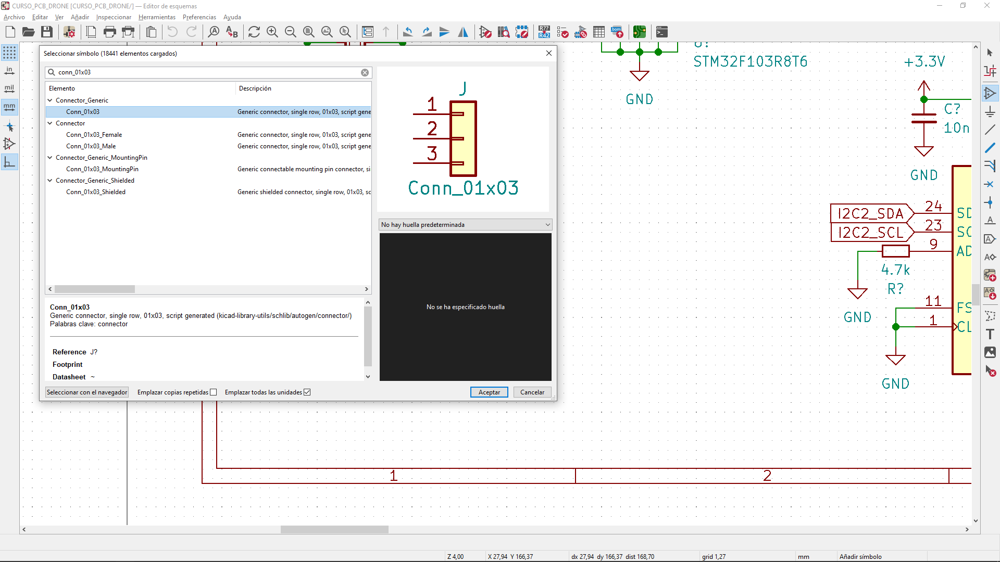 CURSO_PCB_DRONE [CURSO_PCB_DRONE/] — Editor de esquemas
Archivo Editar Ver Añadir Inspeccionar Herramientas Preferencias Ayuda
R??
R42
bom
in
mil
mm
Seleccionar símbolo (18441 elementos cargados)
conn_01x03
Elemento Descripción
Connector_Generic
Conn_01x03 Generic connector, single row, 01x03, script gene
Connector
Conn_01x03_Female Generic connector, single row, 01x03, script gene
Conn_01x03_Male Generic connector, single row, 01x03, script gene
Connector_Generic_MountingPin
Conn_01x03_MountingPin Generic connectable mounting pin connector, si
Connector_Generic_Shielded
Conn_01x03_Shielded Generic shielded connector, single row, 01x03, sc
Conn_01x03
Generic connector, single row, 01x03, script generated (kicad-library-utils/schlib/autogen/connector/)
Palabras clave: connector
Reference J?
Footprint
Datasheet ~
Seleccionar con el navegador Emplazar copias repetidas Emplazar todas las unidades
J
1
2
3
Conn_01x03
No hay huella predeterminada
No se ha especificado huella
Aceptar Cancelar
STM32F103R8T6
GND
+3.3V
C?
10n
GND
I2C2_SDA 24 SD
I2C2_SCL 23 SC
9 AD
4.7k
R?
GND
11 FS
1 CL
GND
1 2
Z 4,00 X 27,94 Y 166,37 dx 27,94 dy 166,37 dist 168,70 grid 1,27 mm Añadir símbolo